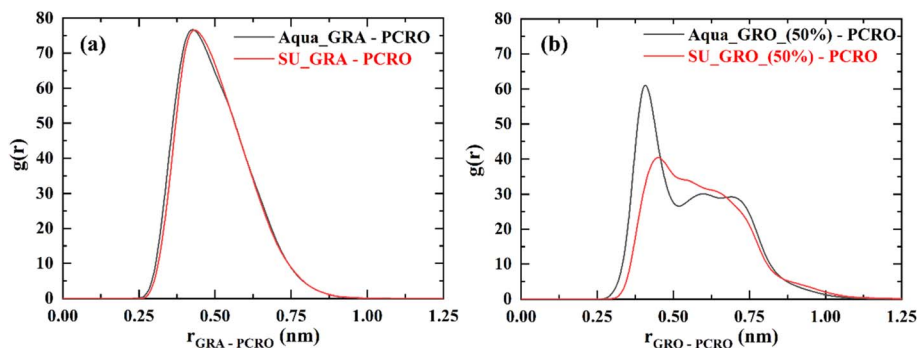 (a)
Aqua_GRA - PCRO
SU_GRA - PCRO
g(r)
80
70
60
50
40
30
20
10
0
0.00 0.25 0.50 0.75 1.00 1.25
r GRA - PCRO (nm)
(b)
Aqua_GRO_(50%) - PCRO
SU_GRO_(50%) - PCRO
g(r)
80
70
60
50
40
30
20
10
0
0.00 0.25 0.50 0.75 1.00 1.25
r GRO - PCRO (nm)